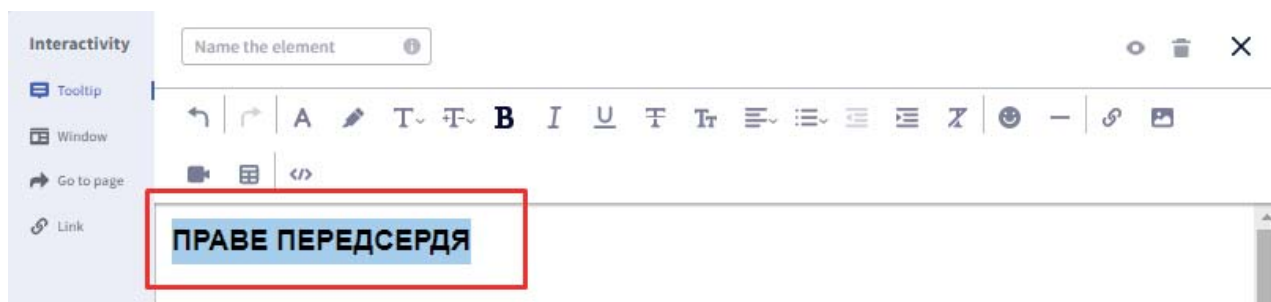 Interactivity
Name the element
Tooltip
Window
Go to page
Link
ПРАВЕ ПЕРЕДСЕРДЯ